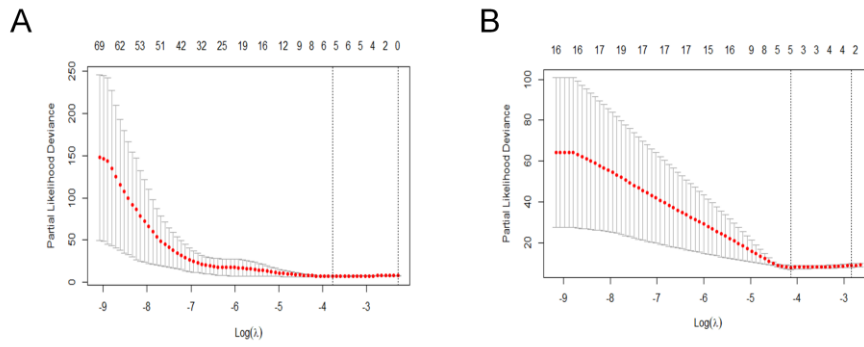 A
69 62 53 51 42 32 25 19 16 12 9 8 6 5 6 5 4 2 0
Partial Likelihood Deviance
250
200
150
100
50
0
-9 -8 -7 -6 -5 -4 -3
Log(λ)
B
16 16 17 19 17 17 17 15 16 9 8 5 5 3 3 4 4 2
Partial Likelihood Deviance
100
80
60
40
20
-9 -8 -7 -6 -5 -4 -3
Log(λ)